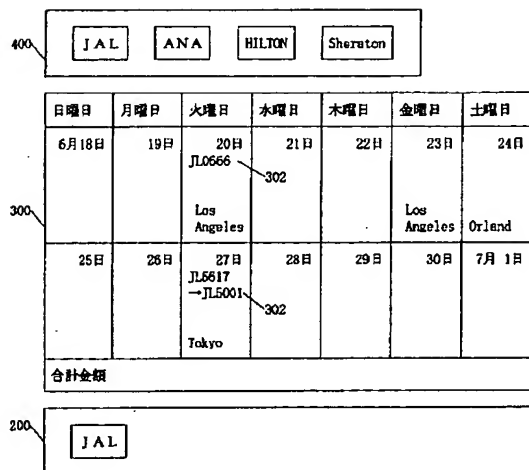 400 JAL ANA HILTON Sheraton
日曜日 月曜日 火曜日 水曜日 木曜日 金曜日 土曜日
6月18日 19日 20日 21日 22日 23日 24日
JL0666
302
300
Los Los
Angeles Angeles Orland
25日 26日 27日 28日 29日 30日 7月 1日
JL5617
→JL5001
302
Tokyo
合計金額
200
JAL